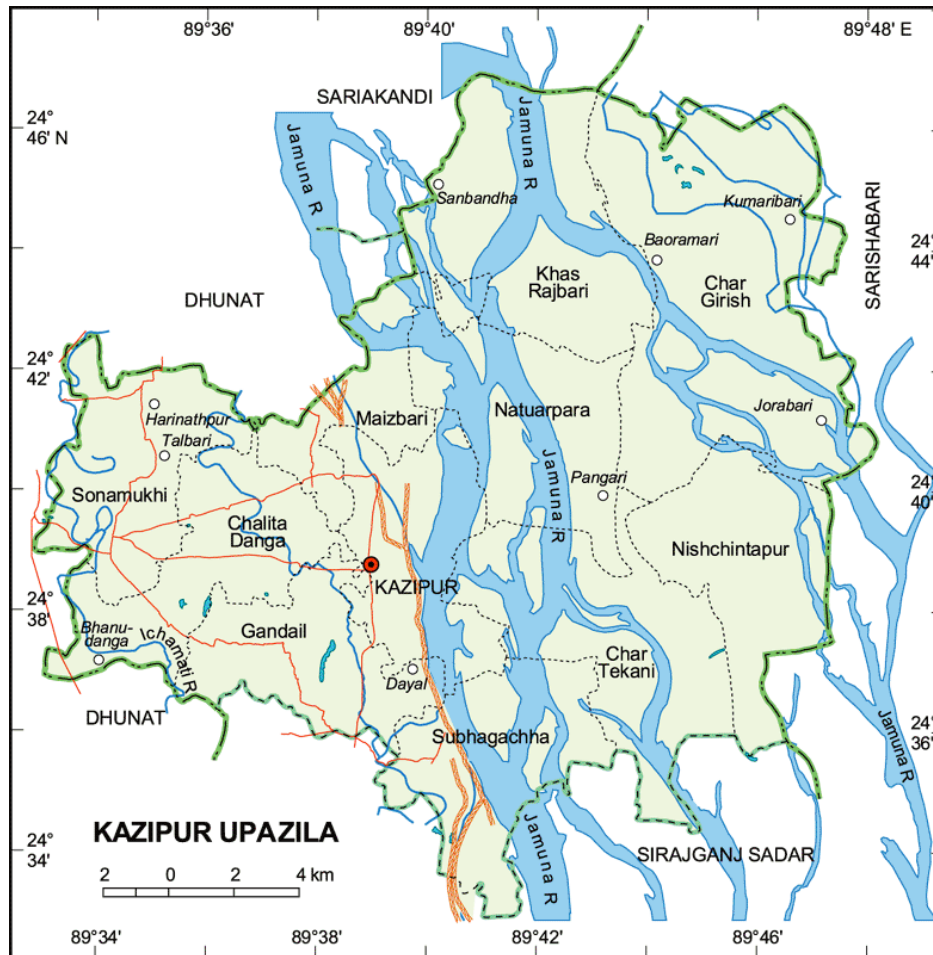 89°36'
89°40'
89°48' E
SARIAKANDI
24°
46' N
Jamuna R
Jamuna R
Sanbandha
Kumaribari
SARISHABARI
Baoramari
24°
44'
Khas
Rajbari
Char
Girish
DHUNAT
24°
42'
Harinathpur
Maizbari
Natuarpara
Jorabari
Talbari
Sonamukhi
Pangari
24°
40'
Chalita
Danga
Jamuna R
Nishchintapur
KAZIPUR
24°
38'
Bhanu-
danga
Ichamati R
Gandail
Char
Tekani
Dayal
DHUNAT
Subhagachha
24°
36'
Jamuna R
KAZIPUR UPAZILA
24°
34'
Jamuna R
SIRAJGANJ SADAR
2 0 2 4 km
89°34'
89°38'
89°42'
89°46'